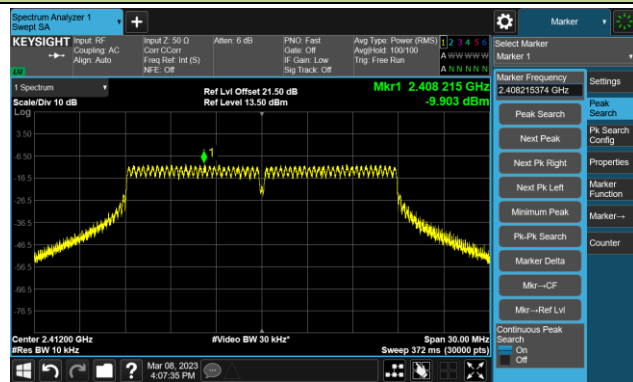 Spectrum Analyzer 1
Swept SA
Marker
KEYSIGHT
Input: RF
Coupling: AC
Align: Auto
Input Z: 50 Ω
Corr CCorr
Freq Ref: Int (S)
NFE: Off
Atten: 6 dB
PNO: Fast
Gate: Off
IF Gain: Low
Sig Track: Off
Avg Type: Power (RMS)
Avg|Hold: 100/100
Trig: Free Run
1 2 3 4 5 6
A W W W W W
A N N N N N
Select Marker
Marker 1
1 Spectrum
Scale/Div 10 dB
Log
Ref Lvl Offset 21.50 dB
Ref Level 13.50 dBm
Mkr1 2.408 215 GHz
-9.903 dBm
3.50
-6.50
-16.5
-26.5
-36.5
-46.5
-56.5
-66.5
-76.5
1
Center 2.41200 GHz
#Res BW 10 kHz
#Video BW 30 kHz*
Span 30.00 MHz
Sweep 372 ms (30000 pts)
Marker Frequency
2.408215374 GHz
Peak Search
Next Peak
Next Pk Right
Next Pk Left
Minimum Peak
Pk-Pk Search
Marker Delta
Mkr→CF
Mkr→Ref Lvl
Continuous Peak
Search
On
Off
Settings
Peak
Search
Pk Search
Config
Properties
Marker
Function
Marker→
Counter
Mar 08, 2023
4:07:35 PM